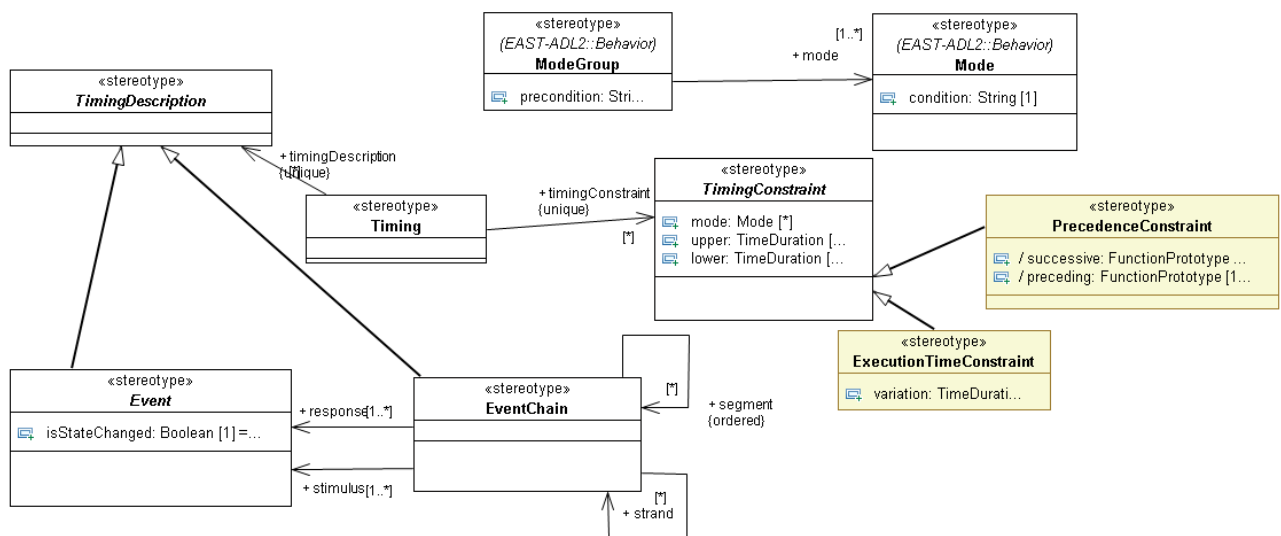 «stereotype»
(EAST-ADL2::Behavior)
ModeGroup
precondition: Stri...
[1..*]
+ mode
«stereotype»
(EAST-ADL2::Behavior)
Mode
condition: String [1]
«stereotype»
TimingDescription
+ timingDescription
[*]
{unique}
«stereotype»
Timing
+ timingConstraint
{unique}
[*]
«stereotype»
TimingConstraint
mode: Mode [*]
upper: TimeDuration [...
lower: TimeDuration [...
«stereotype»
PrecedenceConstraint
/ successive: FunctionPrototype ...
/ preceding: FunctionPrototype [1...
«stereotype»
ExecutionTimeConstraint
variation: TimeDurati...
«stereotype»
Event
isStateChanged: Boolean [1] =...
+ response
[1..*]
+ stimulus
[1..*]
«stereotype»
EventChain
[*]
+ segment
{ordered}
[*]
+ strand